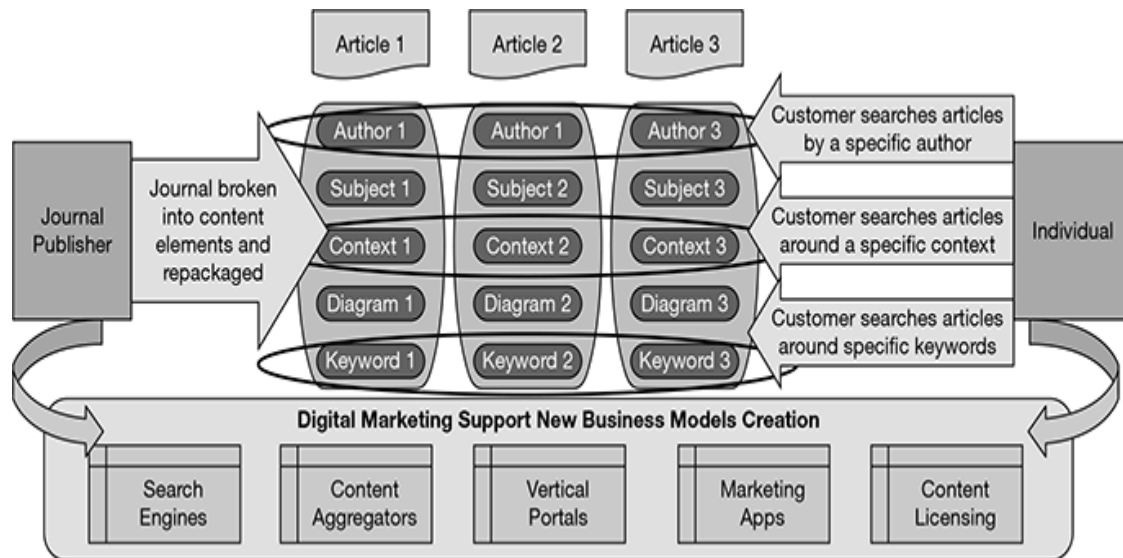 Article 1
Article 2
Article 3
Journal
Publisher
Journal broken
into content
elements and
repackaged
Author 1
Author 1
Author 3
Subject 1
Subject 2
Subject 3
Context 1
Context 2
Context 3
Diagram 1
Diagram 2
Diagram 3
Keyword 1
Keyword 2
Keyword 3
Customer searches articles
by a specific author
Customer searches articles
around a specific context
Customer searches articles
around specific keywords
Individual
Digital Marketing Support New Business Models Creation
Search
Engines
Content
Aggregators
Vertical
Portals
Marketing
Apps
Content
Licensing